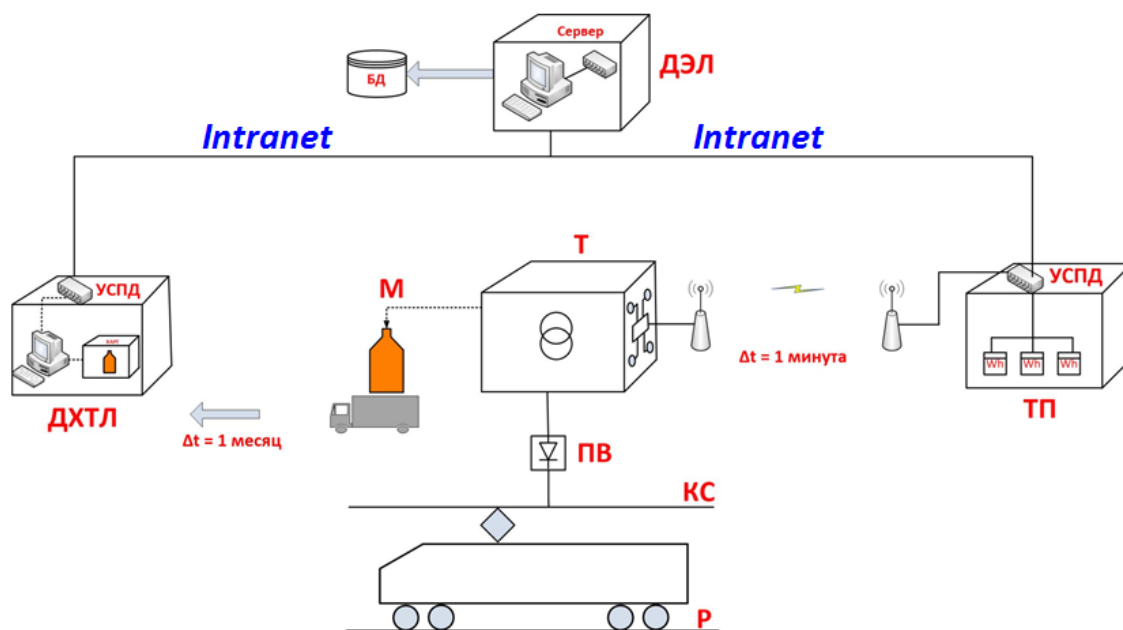 Сервер
БД
ДЭЛ
Intranet
Intranet
Т
УСПД
М
УСПД
Δt = 1 минута
Wh
Wh
Wh
ДХТЛ
ТП
Δt = 1 месяц
ПВ
КС
Р